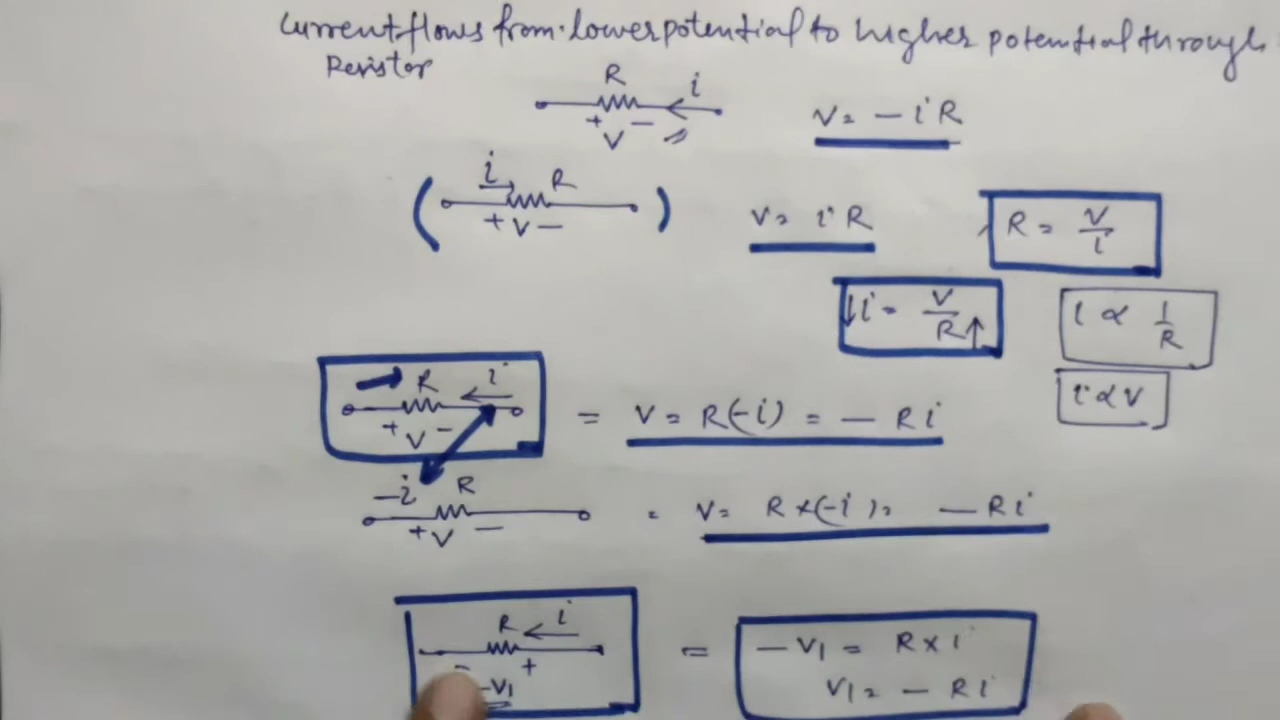 Current flows from lower potential to higher potential through
Resistor
R i
+ V −
V = − i R
i R
+ V −
V = i R
R = V/i
↓ i = V/R ↑
i ∝ 1/R
i ∝ V
R i
+ V −
= V = R(-i) = − R i
−i R
+ V −
= V = R×(-i) = − R i
R i
− +
−V1
= − V1 = R × i
V1 = − R i